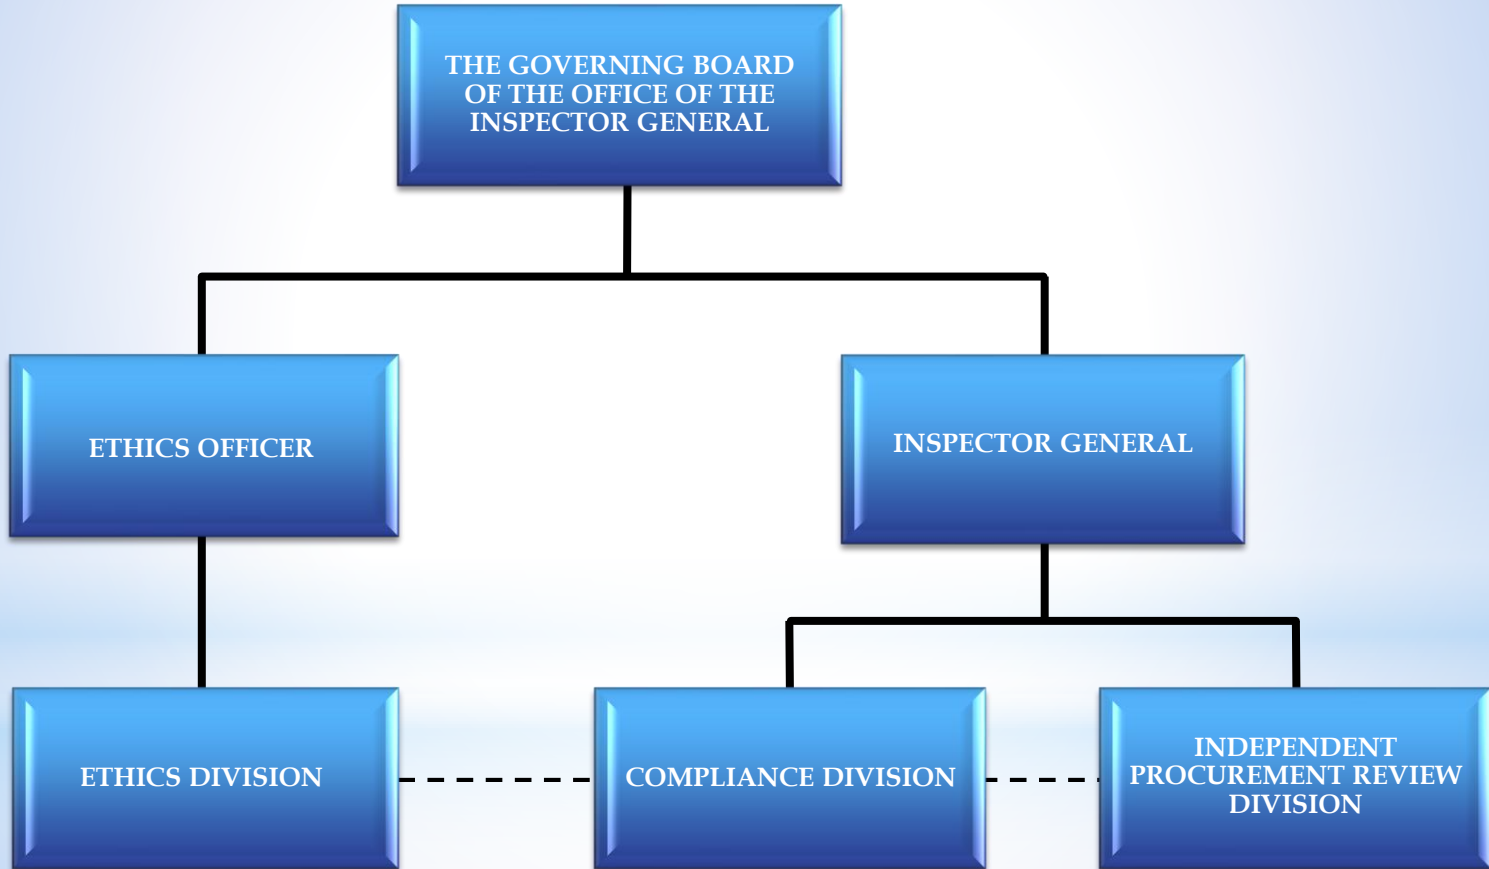 THE GOVERNING BOARD
OF THE OFFICE OF THE
INSPECTOR GENERAL
ETHICS OFFICER
INSPECTOR GENERAL
ETHICS DIVISION
COMPLIANCE DIVISION
INDEPENDENT
PROCUREMENT REVIEW
DIVISION